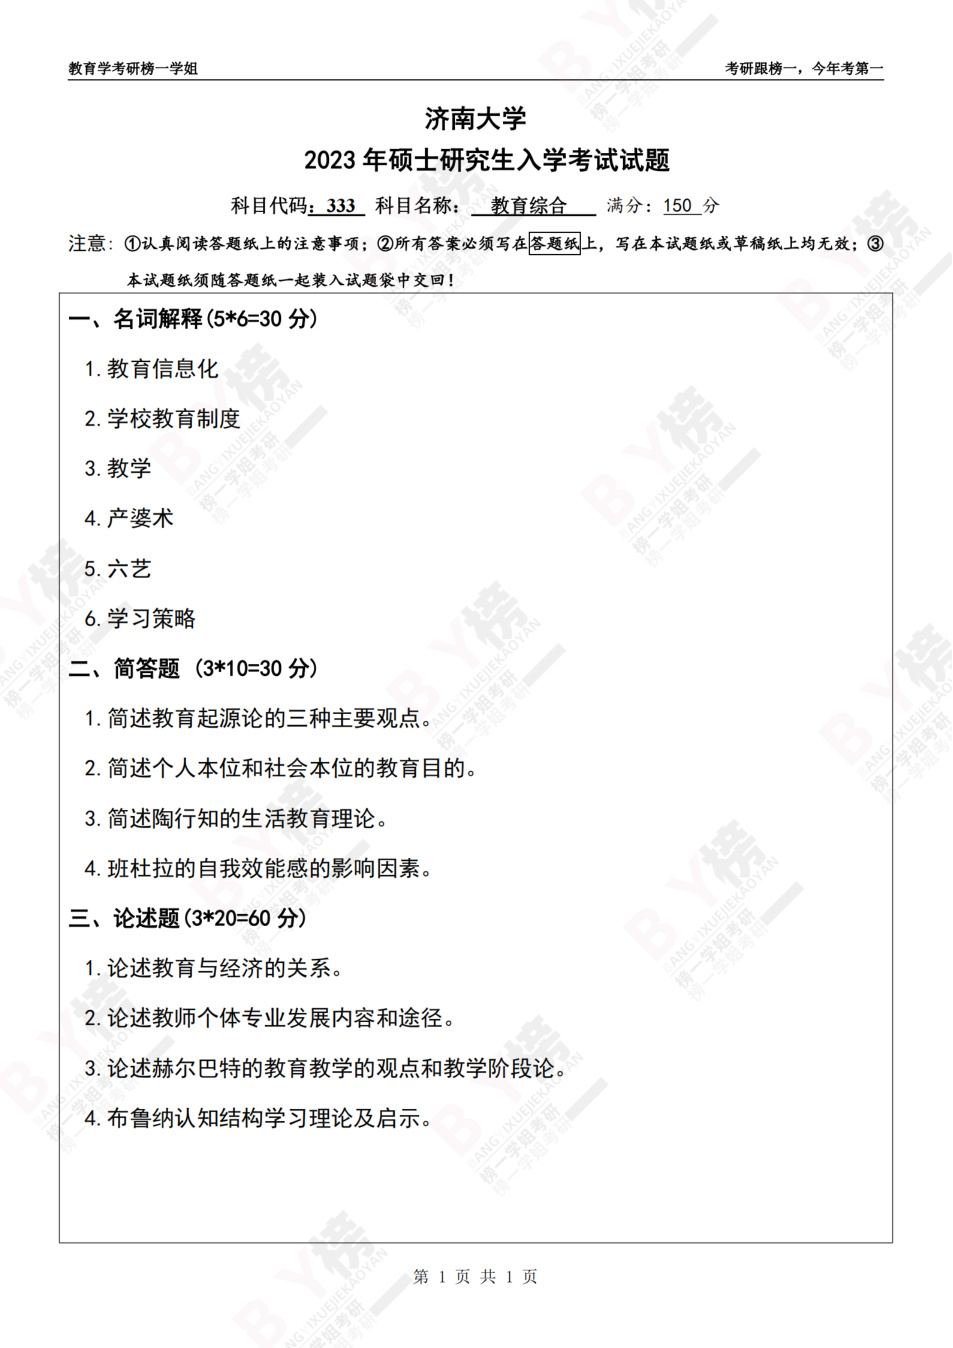 教育学考研榜一学姐 考研跟榜一，今年考第一
济南大学
2023 年硕士研究生入学考试试题
科目代码：333 科目名称： 教育综合 满分：150 分
注意：①认真阅读答题纸上的注意事项；②所有答案必须写在答题纸上，写在本试题纸或草稿纸上均无效；③
本试题纸须随答题纸一起装入试题袋中交回！
一、名词解释(5*6=30 分)
1.教育信息化
2.学校教育制度
3.教学
4.产婆术
5.六艺
6.学习策略
二、简答题 (3*10=30 分)
1.简述教育起源论的三种主要观点。
2.简述个人本位和社会本位的教育目的。
3.简述陶行知的生活教育理论。
4.班杜拉的自我效能感的影响因素。
三、论述题(3*20=60 分)
1.论述教育与经济的关系。
2.论述教师个体专业发展内容和途径。
3.论述赫尔巴特的教育教学的观点和教学阶段论。
4.布鲁纳认知结构学习理论及启示。
第 1 页 共 1 页